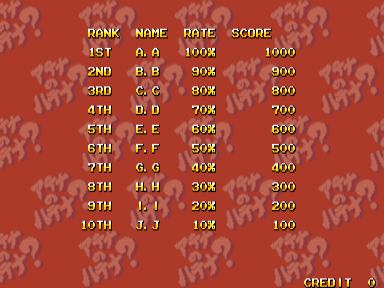 RANK NAME RATE SCORE
1ST A.A 100% 1000
2ND B.B 90% 900
3RD C.C 80% 800
4TH D.D 70% 700
5TH E.E 60% 600
6TH F.F 50% 500
7TH G.G 40% 400
8TH H.H 30% 300
9TH I.I 20% 200
10TH J.J 10% 100
CREDIT 0